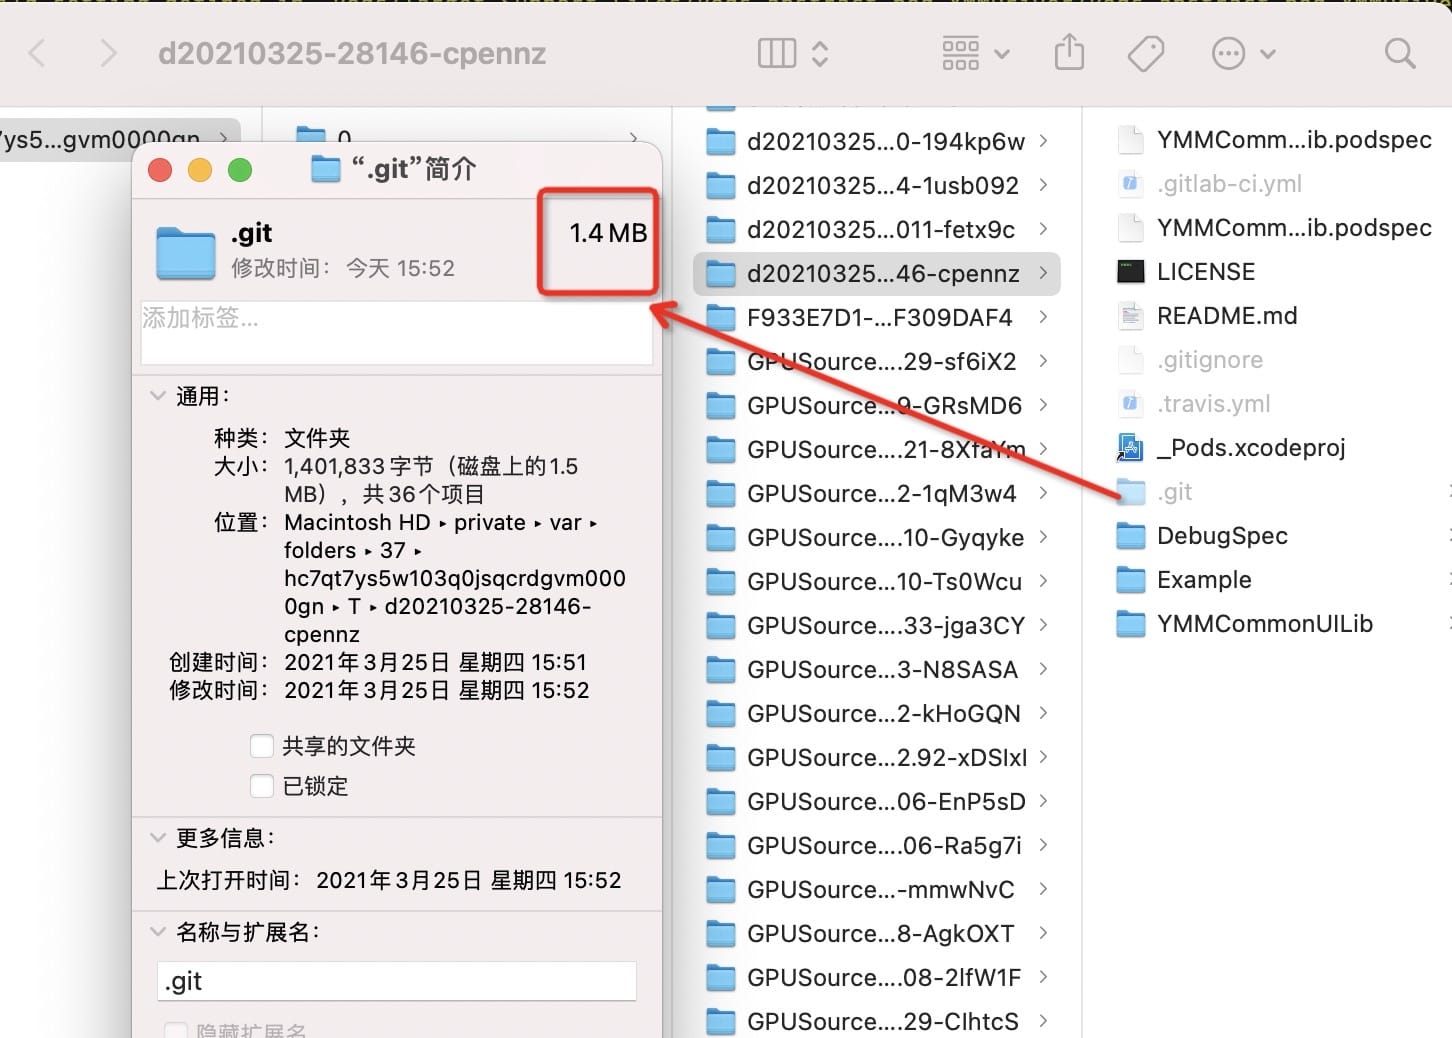 d20210325-28146-cpennz
7ys5...gvm0000gn
0
“.git”简介
.git
1.4 MB
修改时间： 今天 15:52
添加标签...
通用：
种类： 文件夹
大小： 1,401,833 字节（磁盘上的1.5
MB），共36个项目
位置： Macintosh HD ▸ private ▸ var ▸
folders ▸ 37 ▸
hc7qt7ys5w103q0jsqcrdgvm000
0gn ▸ T ▸ d20210325-28146-
cpennz
创建时间： 2021年3月25日 星期四 15:51
修改时间： 2021年3月25日 星期四 15:52
共享的文件夹
已锁定
更多信息：
上次打开时间： 2021年3月25日 星期四 15:52
名称与扩展名：
.git
隐藏扩展名
d20210325...0-194kp6w
d20210325...4-1usb092
d20210325...011-fetx9c
d20210325...46-cpennz
F933E7D1-...F309DAF4
GPUSource....29-sf6iX2
GPUSource...9-GRsMD6
GPUSource....21-8XfaYm
GPUSource...2-1qM3w4
GPUSource....10-Gyqyke
GPUSource....10-Ts0Wcu
GPUSource....33-jga3CY
GPUSource...3-N8SASA
GPUSource...2-kHoGQN
GPUSource...2.92-xDSlxI
GPUSource....06-EnP5sD
GPUSource....06-Ra5g7i
GPUSource...-mmwNvC
GPUSource...8-AgkOXT
GPUSource....08-2lfW1F
GPUSource....29-ClhtcS
YMMComm...ib.podspec
.gitlab-ci.yml
YMMComm...ib.podspec
LICENSE
README.md
.gitignore
.travis.yml
_Pods.xcodeproj
.git
DebugSpec
Example
YMMCommonUILib